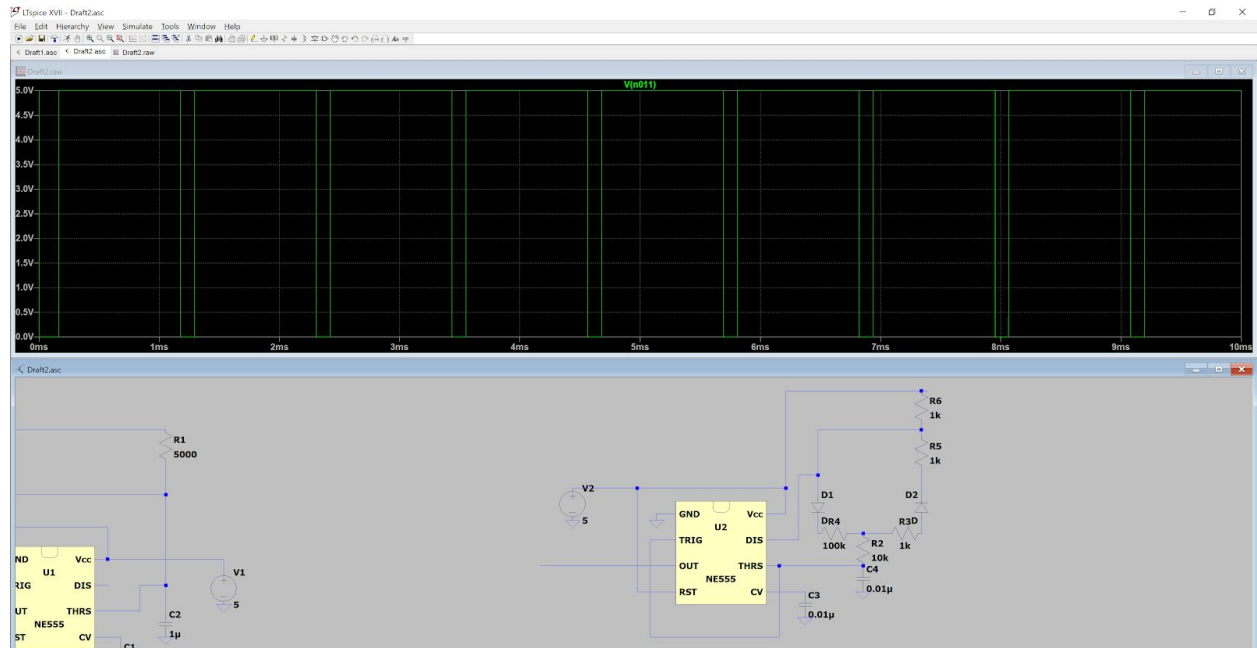 LTspice XVII - Draft2.asc
File Edit Hierarchy View Simulate Tools Window Help
Draft1.asc Draft2.asc Draft2.raw
Draft2.raw
V(n011)
5.0V
4.5V
4.0V
3.5V
3.0V
2.5V
2.0V
1.5V
1.0V
0.5V
0.0V
0ms 1ms 2ms 3ms 4ms 5ms 6ms 7ms 8ms 9ms 10ms
Draft2.asc
R1
5000
ND Vcc
U1
RIG DIS
UT THRS
NE555
ST CV
V1
5
C2
1µ
C1
V2
5
GND Vcc
U2
TRIG DIS
OUT THRS
NE555
RST CV
C3
0.01µ
R6
1k
R5
1k
D1
D
D2
D
R4
100k
R3
1k
R2
10k
C4
0.01µ